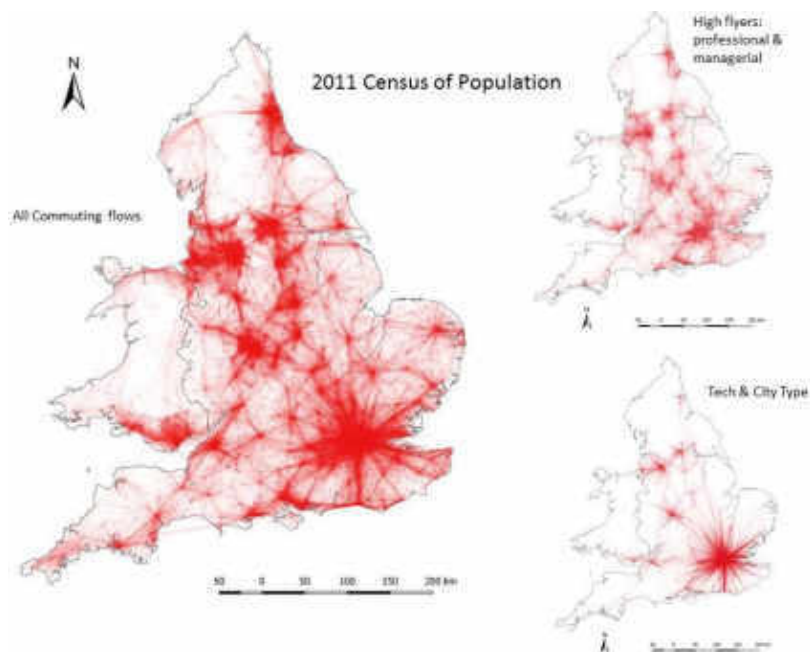 High flyers:
professional &
managerial
N
2011 Census of Population
All Commuting flows
Tech & City Type
50 0 50 100 150 200 km